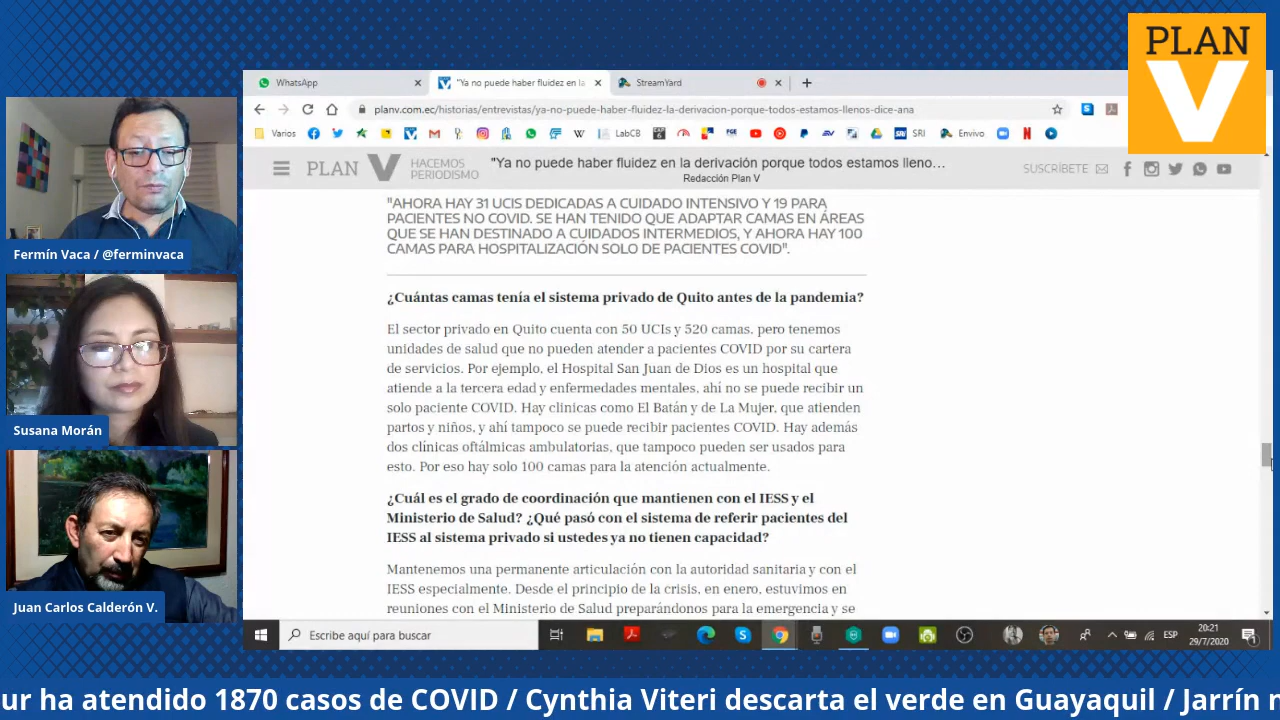 PLAN
V
WhatsApp
"Ya no puede haber fluidez en la
StreamYard
planv.com.ec/historias/entrevistas/ya-no-puede-haber-fluidez-la-derivacion-porque-todos-estamos-llenos-dice-ana
Varios
LabCB
SRI
Envivo
PLAN V
HACEMOS
PERIODISMO
"Ya no puede haber fluidez en la derivación porque todos estamos lleno...
Redacción Plan V
SUSCRÍBETE
"AHORA HAY 31 UCIS DEDICADAS A CUIDADO INTENSIVO Y 19 PARA
PACIENTES NO COVID. SE HAN TENIDO QUE ADAPTAR CAMAS EN ÁREAS
QUE SE HAN DESTINADO A CUIDADOS INTERMEDIOS, Y AHORA HAY 100
CAMAS PARA HOSPITALIZACIÓN SOLO DE PACIENTES COVID".
¿Cuántas camas tenía el sistema privado de Quito antes de la pandemia?
El sector privado en Quito cuenta con 50 UCIs y 520 camas, pero tenemos
unidades de salud que no pueden atender a pacientes COVID por su cartera
de servicios. Por ejemplo, el Hospital San Juan de Dios es un hospital que
atiende a la tercera edad y enfermedades mentales, ahí no se puede recibir un
solo paciente COVID. Hay clinicas como El Batán y de La Mujer, que atienden
partos y niños, y ahí tampoco se puede recibir pacientes COVID. Hay además
dos clínicas oftálmicas ambulatorias, que tampoco pueden ser usados para
esto. Por eso hay solo 100 camas para la atención actualmente.
¿Cuál es el grado de coordinación que mantienen con el IESS y el
Ministerio de Salud? ¿Qué pasó con el sistema de referir pacientes del
IESS al sistema privado si ustedes ya no tienen capacidad?
Mantenemos una permanente articulación con la autoridad sanitaria y con el
IESS especialmente. Desde el principio de la crisis, en enero, estuvimos en
reuniones con el Ministerio de Salud preparándonos para la emergencia y se
Fermín Vaca / @ferminvaca
Susana Morán
Juan Carlos Calderón V.
Escribe aquí para buscar
ESP
20:21
29/7/2020
ur ha atendido 1870 casos de COVID / Cynthia Viteri descarta el verde en Guayaquil / Jarrín